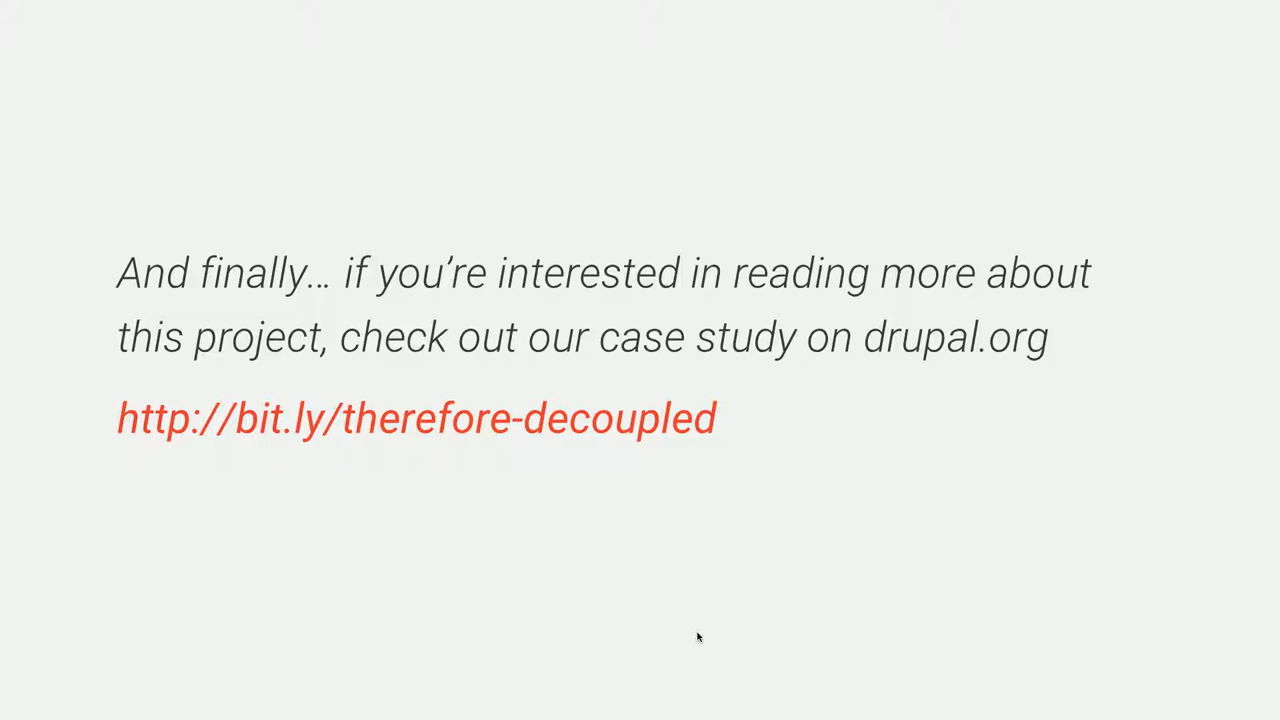 And finally… if you’re interested in reading more about
this project, check out our case study on drupal.org
http://bit.ly/therefore-decoupled